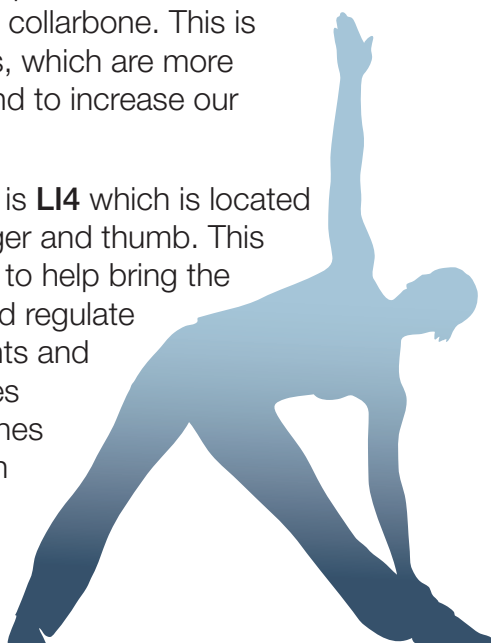 collarbone. This is
, which are more
nd to increase our
is LI4 which is located
ger and thumb. This
to help bring the
d regulate
nts and
es
nes